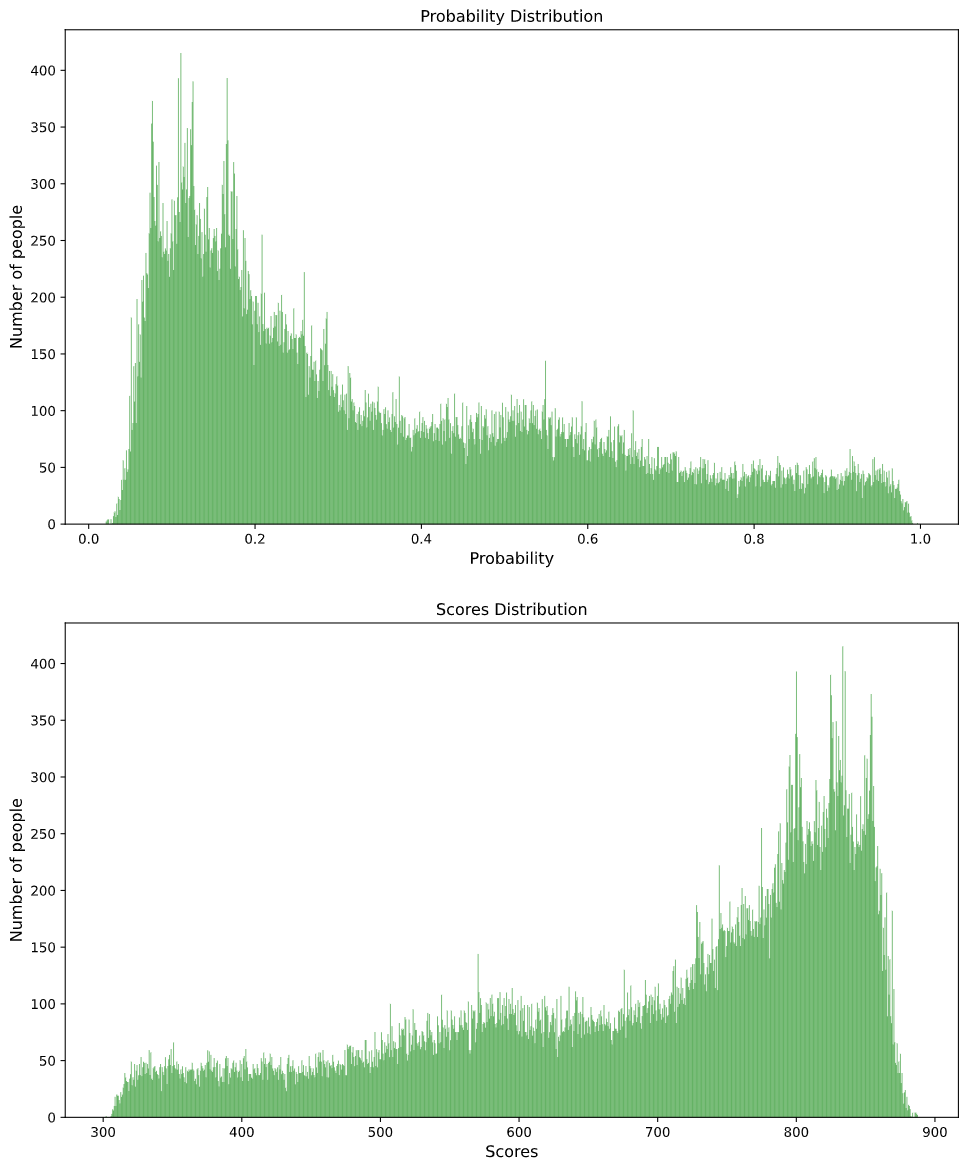 Probability Distribution
Number of people
400
350
300
250
200
150
100
50
0
0.0 0.2 0.4 0.6 0.8 1.0
Probability
Scores Distribution
Number of people
400
350
300
250
200
150
100
50
0
300 400 500 600 700 800 900
Scores